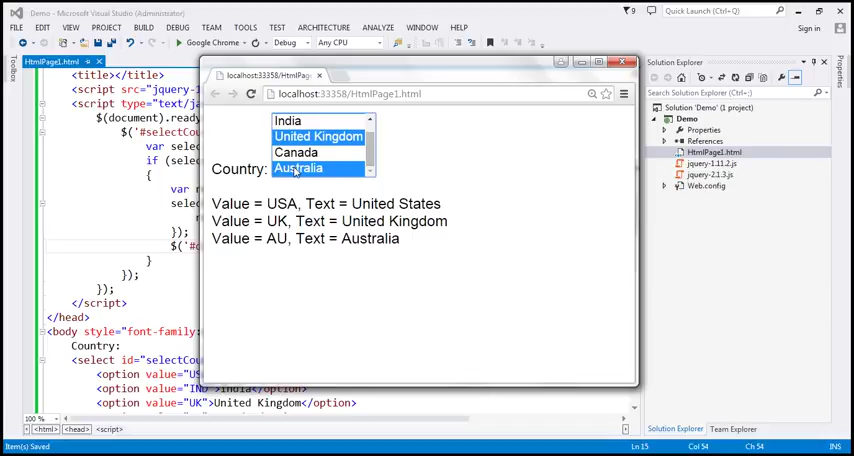 Demo - Microsoft Visual Studio (Administrator)
9
Quick Launch (Ctrl+Q)
FILE EDIT VIEW PROJECT BUILD DEBUG TEAM TOOLS TEST ARCHITECTURE ANALYZE WINDOW HELP
Sign in
Google Chrome
Debug
Any CPU
Toolbox
HtmlPage1.html
<title></title>
<script src="jquery-1
<script type="text/ja
$(document).ready
$('#selectCou
var selec
if (selec
{
var n
selec
n
});
$('#d
}
});
});
</script>
</head>
<body style="font-family:
Country:
<select id="selectCou
<option value="US
<option value="IND">India</option>
<option value="UK">United Kingdom</option>
100 %
<html> <head> <script>
localhost:33358/HtmlPag
localhost:33358/HtmlPage1.html
India
United Kingdom
Canada
Australia
Country:
Value = USA, Text = United States
Value = UK, Text = United Kingdom
Value = AU, Text = Australia
Solution Explorer
Search Solution Explorer (Ctrl+;)
Solution 'Demo' (1 project)
Demo
Properties
References
HtmlPage1.html
jquery-1.11.2.js
jquery-2.1.3.js
Web.config
Properties
Solution Explorer Team Explorer
Item(s) Saved
Ln 15 Col 54 Ch 54 INS